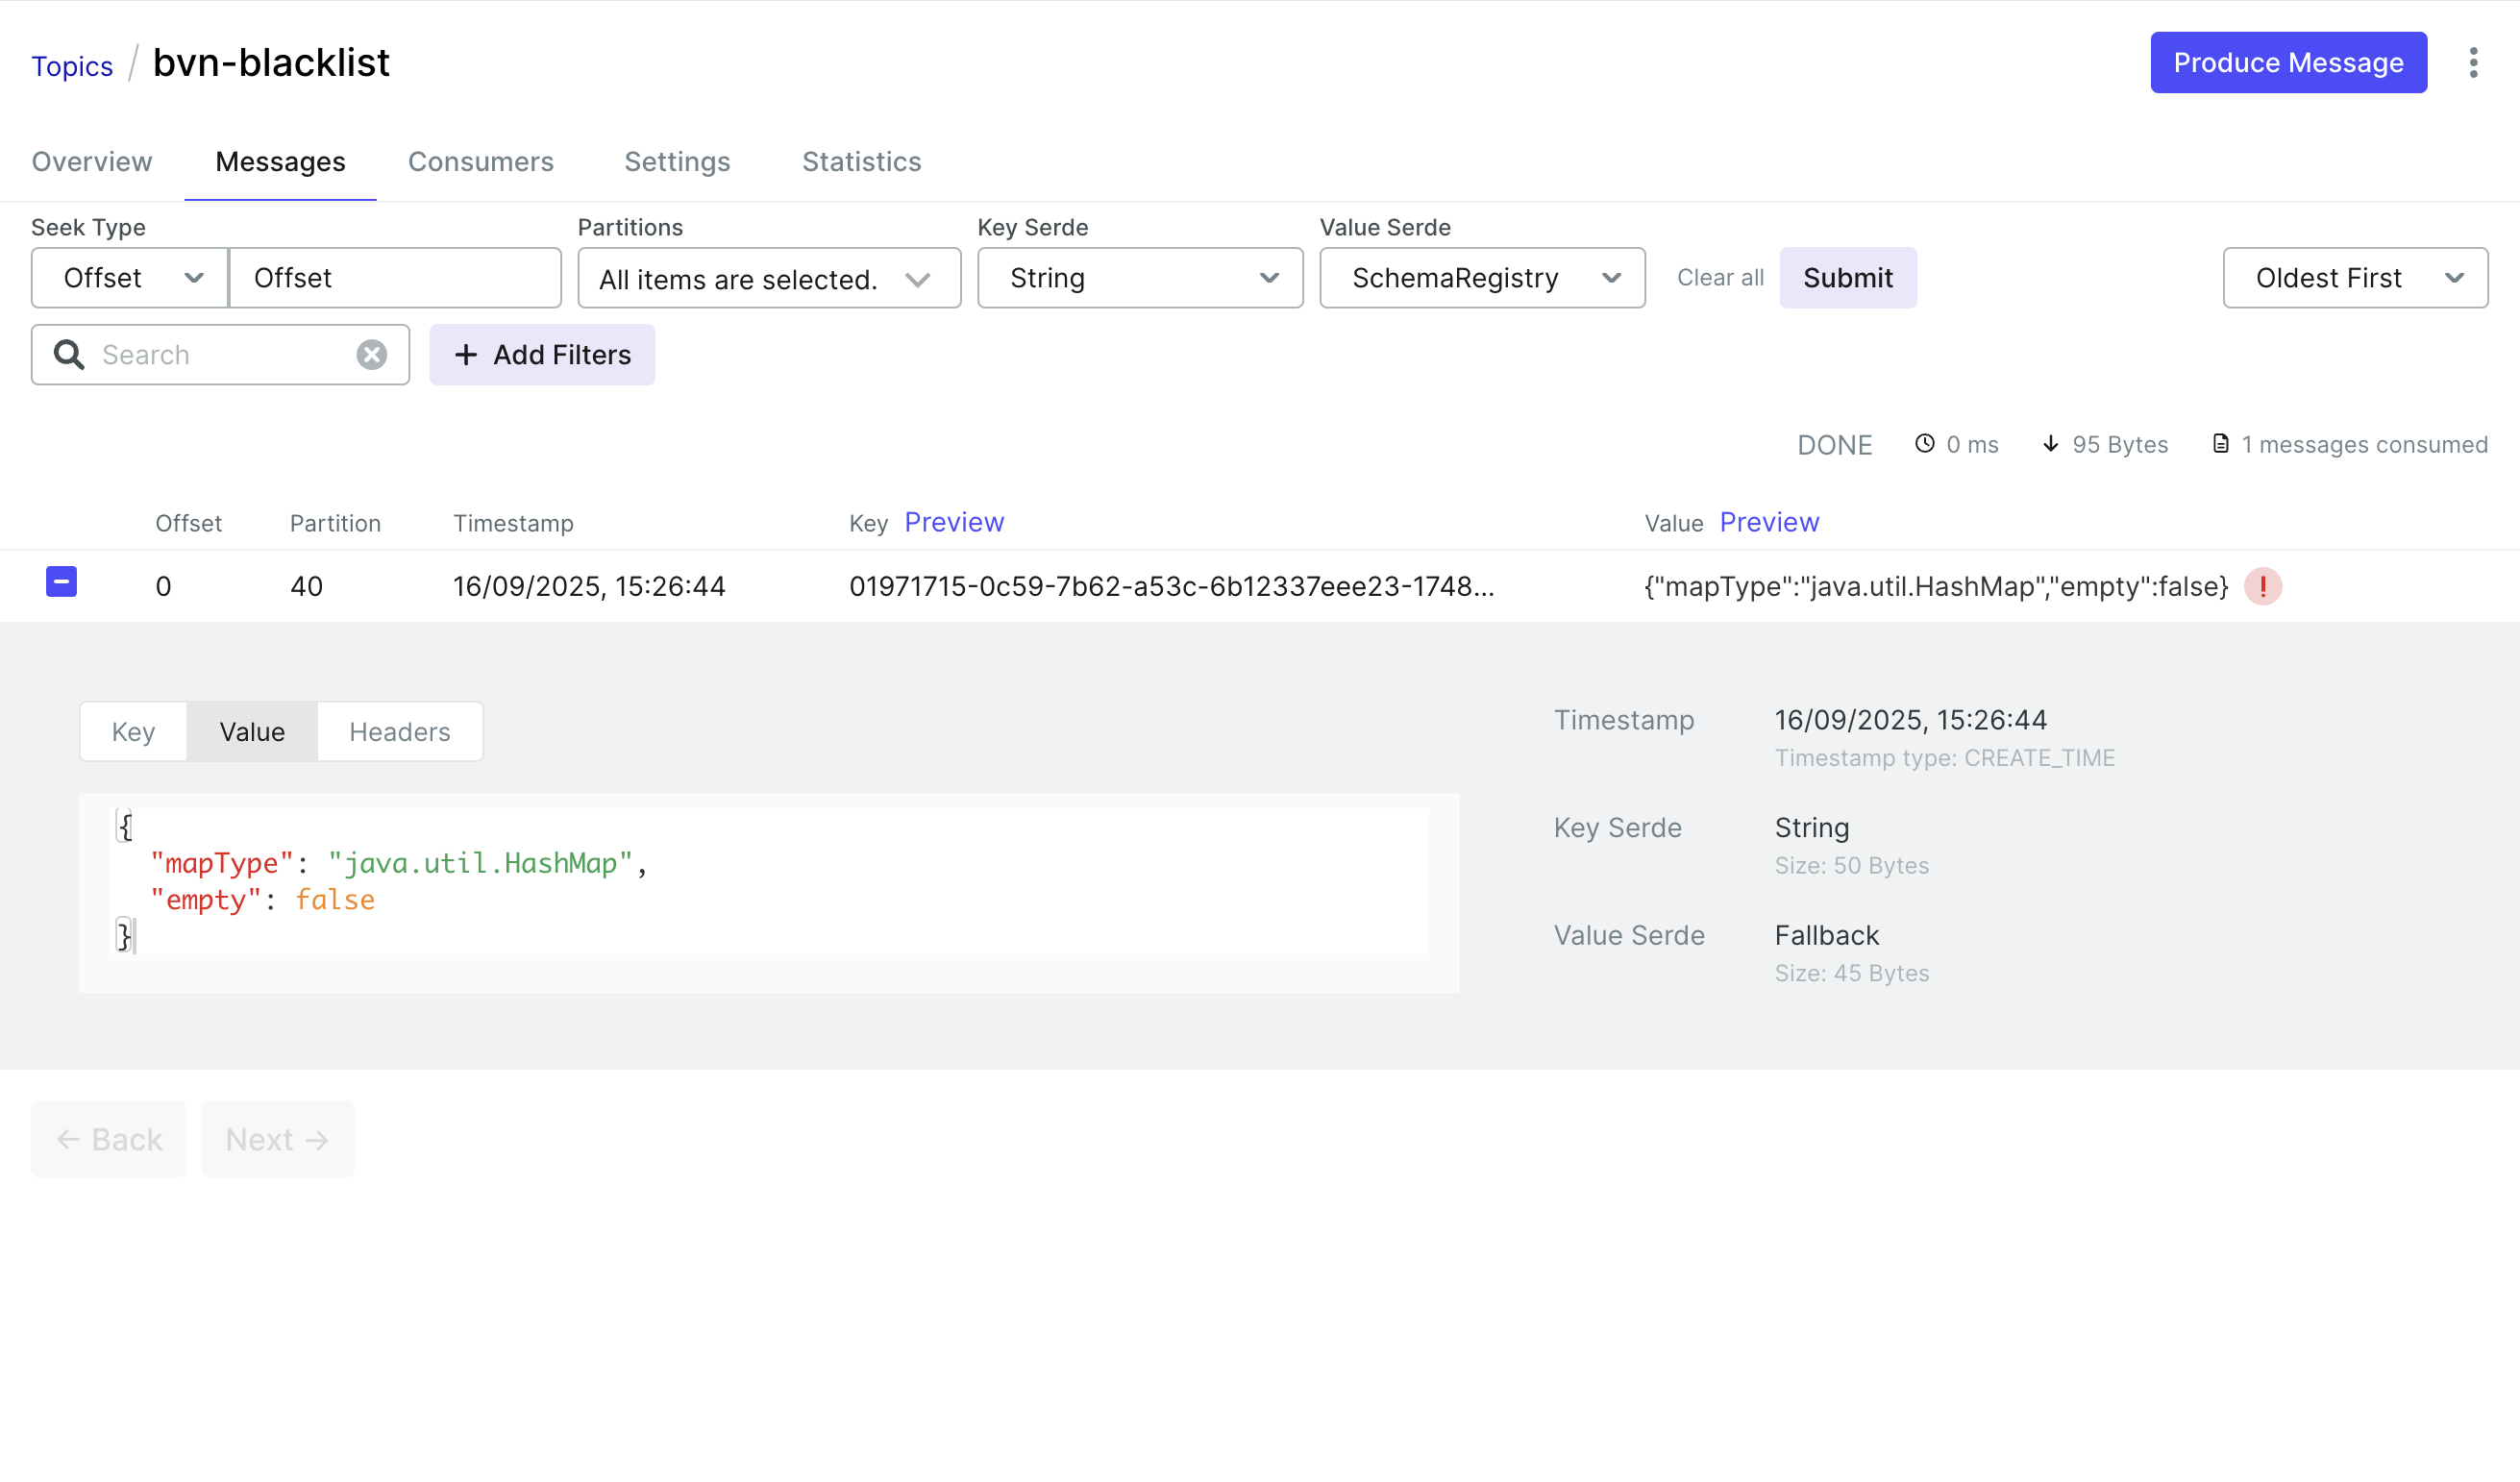 Topics / bvn-blacklist
Produce Message
Overview Messages Consumers Settings Statistics
Seek Type Partitions Key Serde Value Serde
Offset Offset All items are selected. String SchemaRegistry Clear all Submit Oldest First
Search + Add Filters
DONE 0 ms 95 Bytes 1 messages consumed
Offset Partition Timestamp Key Preview Value Preview
0 40 16/09/2025, 15:26:44 01971715-0c59-7b62-a53c-6b12337eee23-1748... {"mapType":"java.util.HashMap","empty":false} !
Key Value Headers
{
"mapType": "java.util.HashMap",
"empty": false
}
Timestamp 16/09/2025, 15:26:44
Timestamp type: CREATE_TIME
Key Serde String
Size: 50 Bytes
Value Serde Fallback
Size: 45 Bytes
← Back Next →